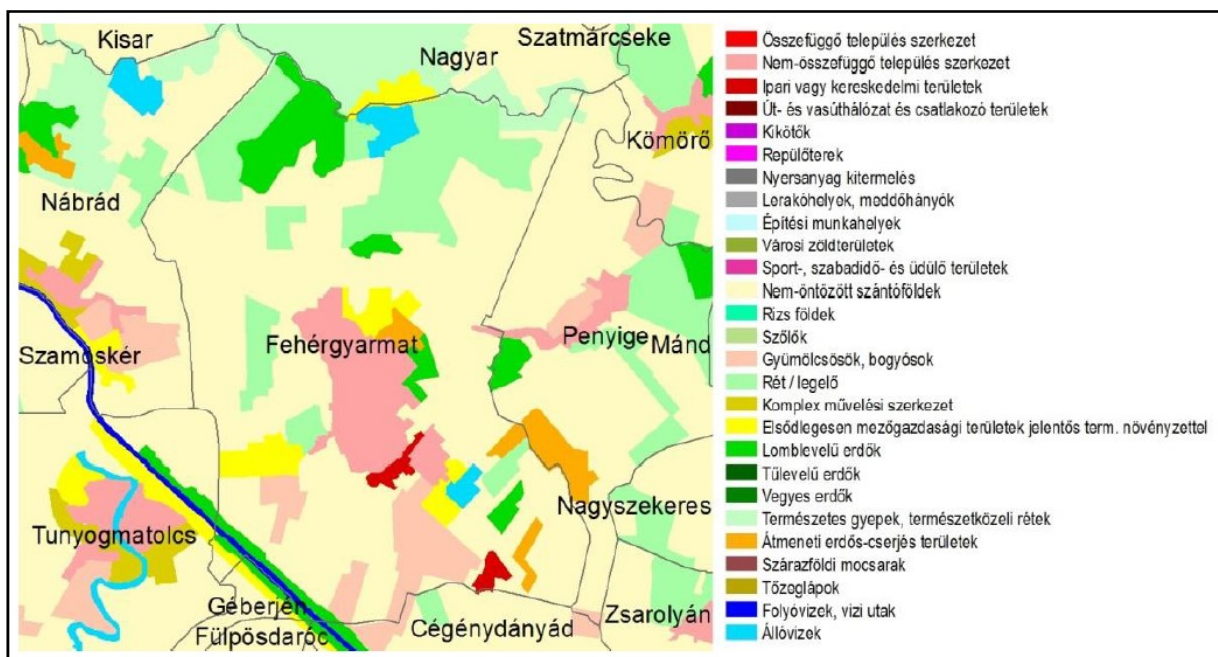 Kisar
Nagyar
Szatmárcseke
Kömörő
Nábrád
Szamóskér
Fehérgyarmat
Penyige
Mánd
Tunyogmatolcs
Nagyszekeres
Géberjén
Fülpösdaróc
Cégénydányád
Zsarolyán
Összefüggő település szerkezet
Nem-összefüggő település szerkezet
Ipari vagy kereskedelmi területek
Út- és vasúthálózat és csatlakozó területek
Kikötők
Repülőterek
Nyersanyag kitermelés
Lerakóhelyek, meddőhányók
Építési munkahelyek
Városi zöldterületek
Sport-, szabadidő- és üdülő területek
Nem-öntözött szántóföldek
Rizs földek
Szőlők
Gyümölcsösök, bogyósok
Rét / legelő
Komplex művelési szerkezet
Elsődlegesen mezőgazdasági területek jelentős term. növényzettel
Lomblevelű erdők
Tűlevelű erdők
Vegyes erdők
Természetes gyepek, természetközeli rétek
Átmeneti erdős-cserjés területek
Szárazföldi mocsarak
Tőzeglápok
Folyóvizek, vizi utak
Állóvizek